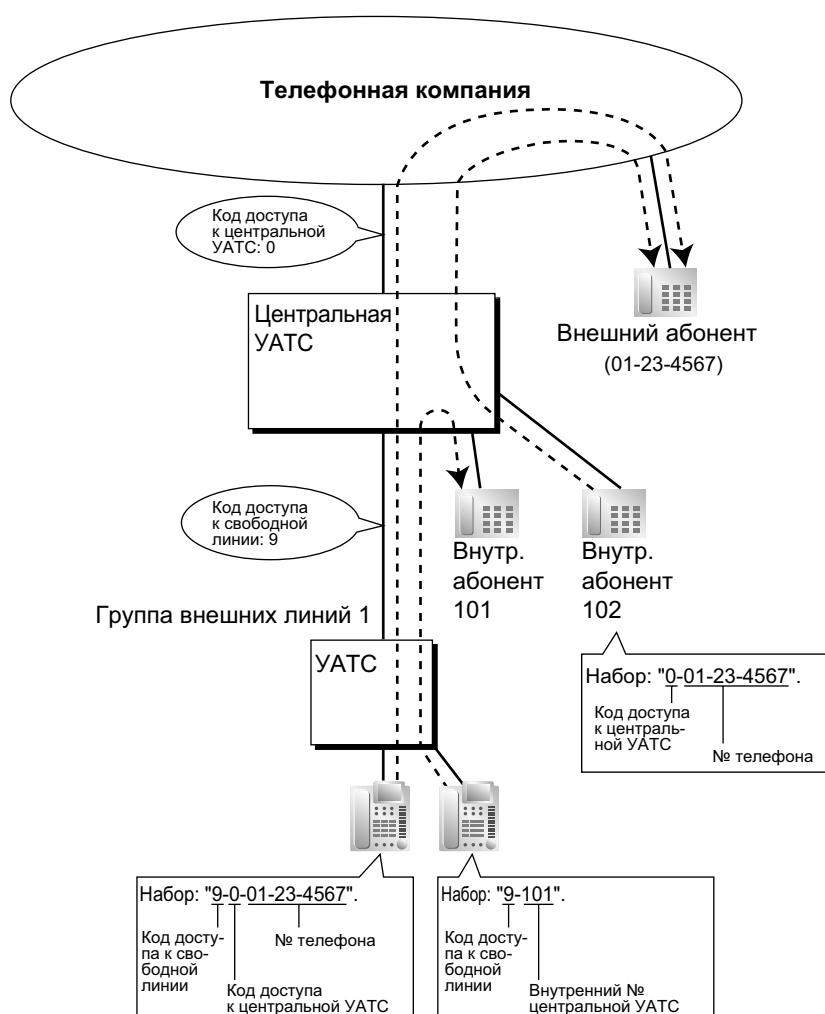 Телефонная компания
Код доступа
к центральной
УАТС: 0
Центральная
УАТС
Внешний абонент
(01-23-4567)
Код доступа
к свободной
линии: 9
Внутр.
абонент
101
Внутр.
абонент
102
Группа внешних линий 1
УАТС
Набор: "0-01-23-4567".
Код доступа
к централь-
ной УАТС
№ телефона
Набор: "9-0-01-23-4567".
Код досту-
па к сво-
бодной
линии
№ телефона
Код доступа
к центральной УАТС
Набор: "9-101".
Код досту-
па к сво-
бодной
линии
Внутренний №
центральной УАТС